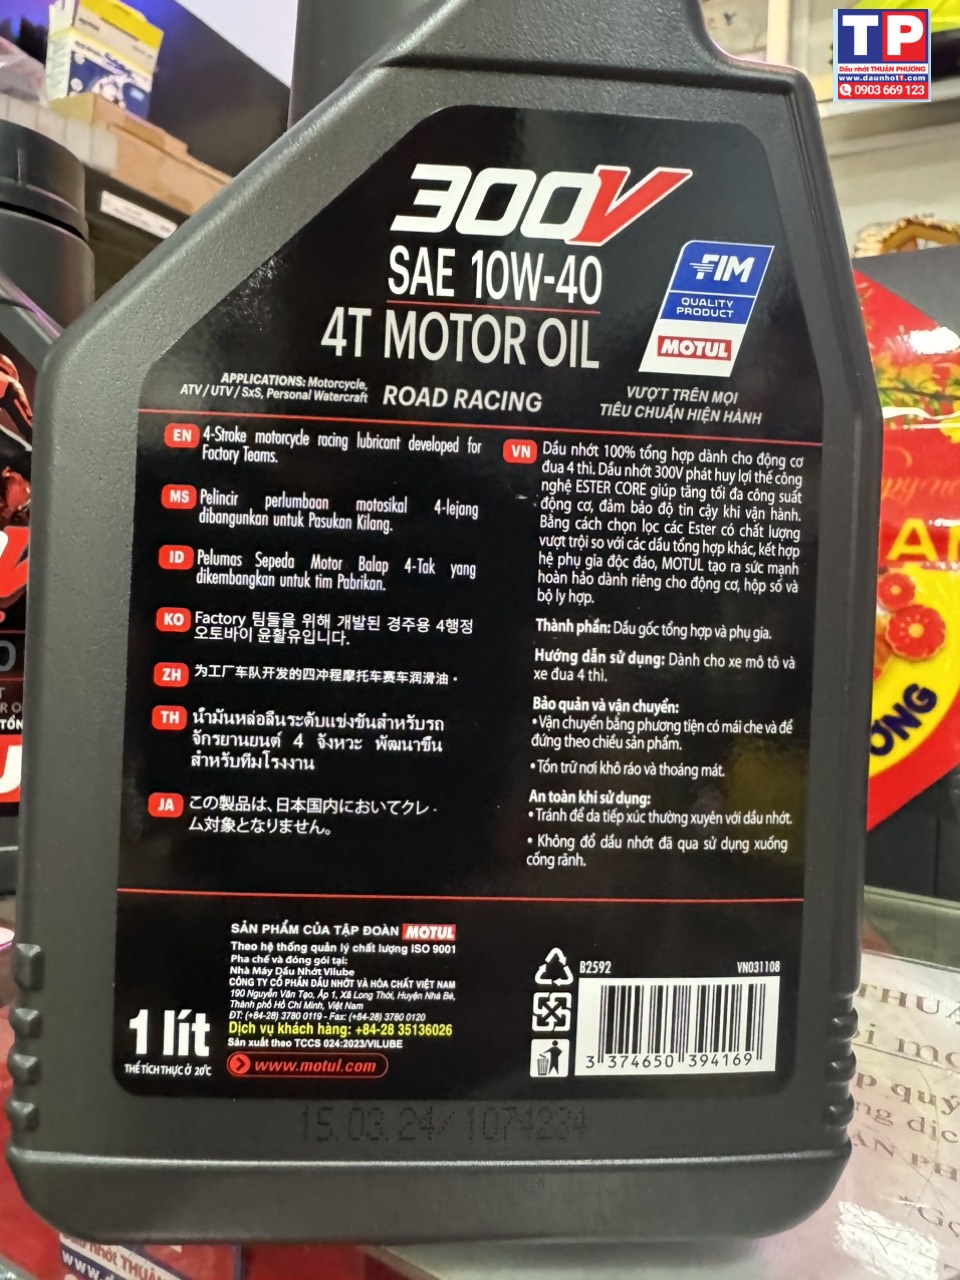 TP
Dầu nhớt THUẬN PHƯƠNG
www.daunhot1.com
0903 669 123
300V
SAE 10W-40
4T MOTOR OIL
FIM
QUALITY
PRODUCT
MOTUL
APPLICATIONS: Motorcycle,
ATV / UTV / SxS, Personal Watercraft
ROAD RACING
VƯỢT TRÊN MỌI
TIÊU CHUẨN HIỆN HÀNH
EN 4-Stroke motorcycle racing lubricant developed for
Factory Teams.
MS Pelincir perlumbaan motosikal 4-lejang
dibangunkan untuk Pasukan Kilang.
ID Pelumas Sepeda Motor Balap 4-Tak yang
dikembangkan untuk tim Pabrikan.
KO Factory 팀들을 위해 개발된 경주용 4행정
오토바이 윤활유입니다.
ZH 为工厂车队开发的四冲程摩托车赛车润滑油。
TH น้ำมันหล่อลื่นระดับแข่งขันสำหรับรถ
จักรยานยนต์ 4 จังหวะ พัฒนาขึ้น
สำหรับทีมโรงงาน
JA この製品は、日本国内においてクレー
ム対象となりません。
VN Dầu nhớt 100% tổng hợp dành cho động cơ
đua 4 thì. Dầu nhớt 300V phát huy lợi thế công
nghệ ESTER CORE giúp tăng tối đa công suất
động cơ, đảm bảo độ tin cậy khi vận hành.
Bằng cách chọn lọc các Ester có chất lượng
vượt trội so với các dầu tổng hợp khác, kết hợp
hệ phụ gia độc đáo, MOTUL tạo ra sức mạnh
hoàn hảo dành riêng cho động cơ, hộp số và
bộ ly hợp.
Thành phần: Dầu gốc tổng hợp và phụ gia.
Hướng dẫn sử dụng: Dành cho xe mô tô và
xe đua 4 thì.
Bảo quản và vận chuyển:
• Vận chuyển bằng phương tiện có mái che và để
đứng theo chiều sản phẩm.
• Tồn trữ nơi khô ráo và thoáng mát.
An toàn khi sử dụng:
• Tránh để da tiếp xúc thường xuyên với dầu nhớt.
• Không đổ dầu nhớt đã qua sử dụng xuống
cống rãnh.
SẢN PHẨM CỦA TẬP ĐOÀN MOTUL
Theo hệ thống quản lý chất lượng ISO 9001
Pha chế và đóng gói tại:
Nhà Máy Dầu Nhớt Vilube
CÔNG TY CỔ PHẦN DẦU NHỚT VÀ HÓA CHẤT VIỆT NAM
190 Nguyễn Văn Tạo, Ấp 1, Xã Long Thới, Huyện Nhà Bè,
Thành phố Hồ Chí Minh, Việt Nam
ĐT: (+84-28) 3780 0119 - Fax: (+84-28) 3780 0120
Dịch vụ khách hàng: +84-28 35136026
Sản xuất theo TCCS 024:2023/VILUBE
www.motul.com
1 lít
THỂ TÍCH THỰC Ở 20°C
B2592
VN031108
3 374650 394169
15.03.24/ 1074234